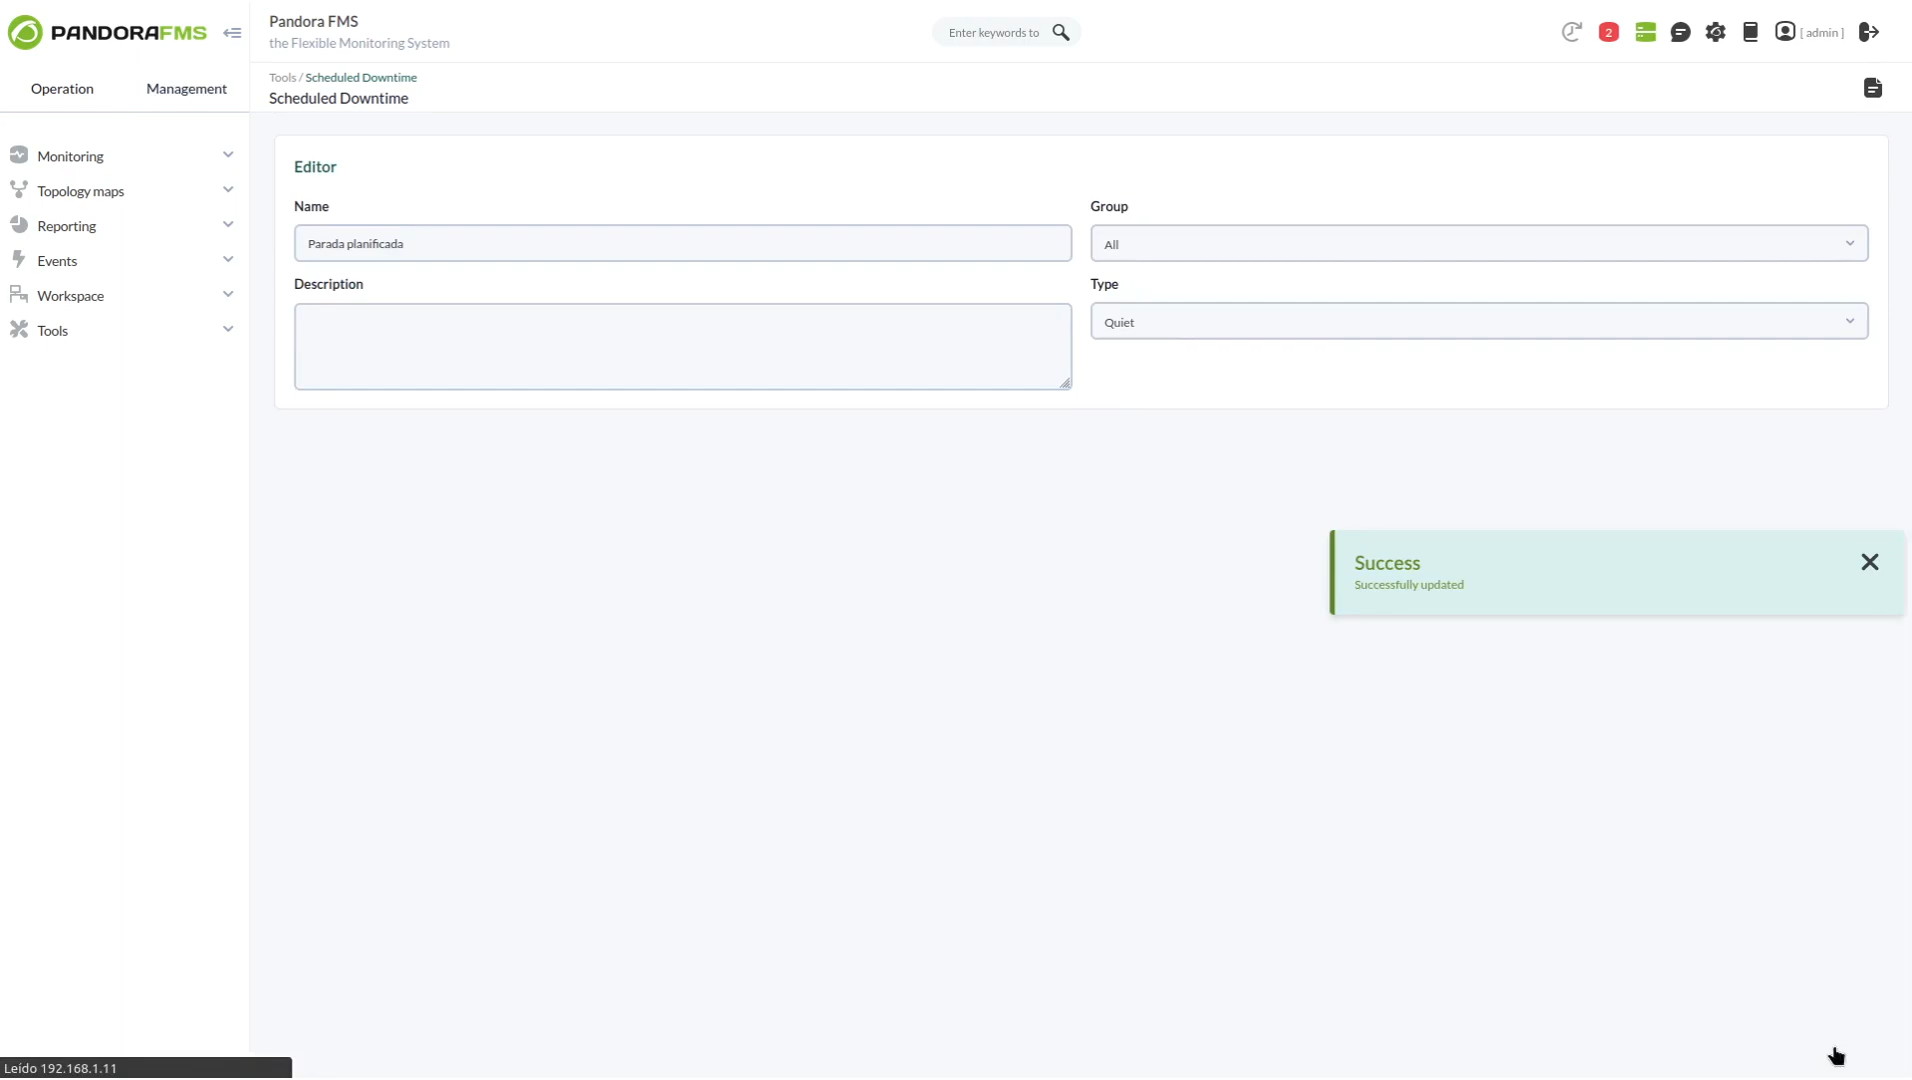 PANDORAFMS
Pandora FMS
the Flexible Monitoring System
Enter keywords to
2
[ admin ]
Operation
Management
Tools / Scheduled Downtime
Scheduled Downtime
Monitoring
Topology maps
Reporting
Events
Workspace
Tools
Editor
Name
Group
Parada planificada
All
Description
Type
Quiet
Success
Successfully updated
Leído 192.168.1.11